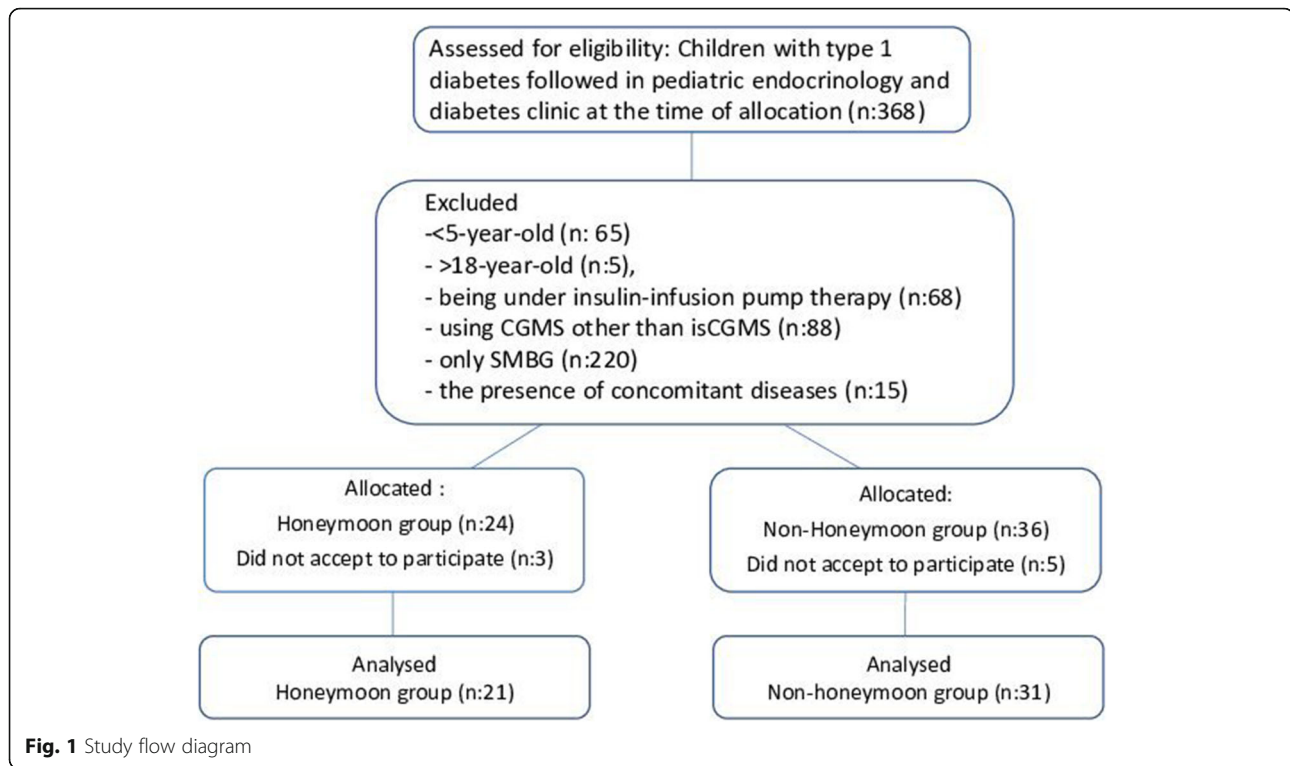 Assessed for eligibility: Children with type 1
diabetes followed in pediatric endocrinology and
diabetes clinic at the time of allocation (n:368)
Excluded
-<5-year-old (n: 65)
- >18-year-old (n:5),
- being under insulin-infusion pump therapy (n:68)
- using CGMS other than isCGMS (n:88)
- only SMBG (n:220)
- the presence of concomitant diseases (n:15)
Allocated :
Honeymoon group (n:24)
Did not accept to participate (n:3)
Allocated:
Non-Honeymoon group (n:36)
Did not accept to participate (n:5)
Analysed
Honeymoon group (n:21)
Analysed
Non-honeymoon group (n:31)
Fig. 1 Study flow diagram